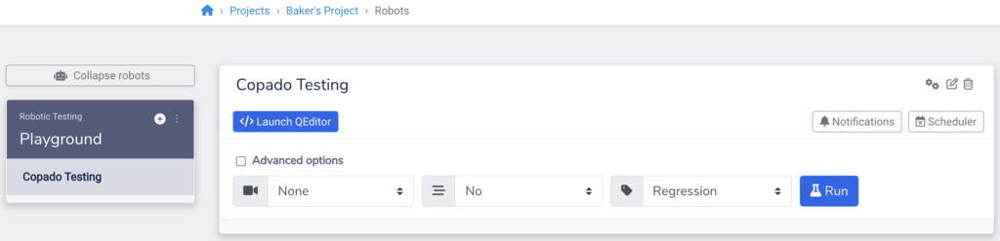 › Projects › Baker's Project › Robots
Collapse robots
Robotic Testing
Playground
Copado Testing
Copado Testing
</> Launch QEditor
Notifications
Scheduler
Advanced options
None
No
Regression
Run